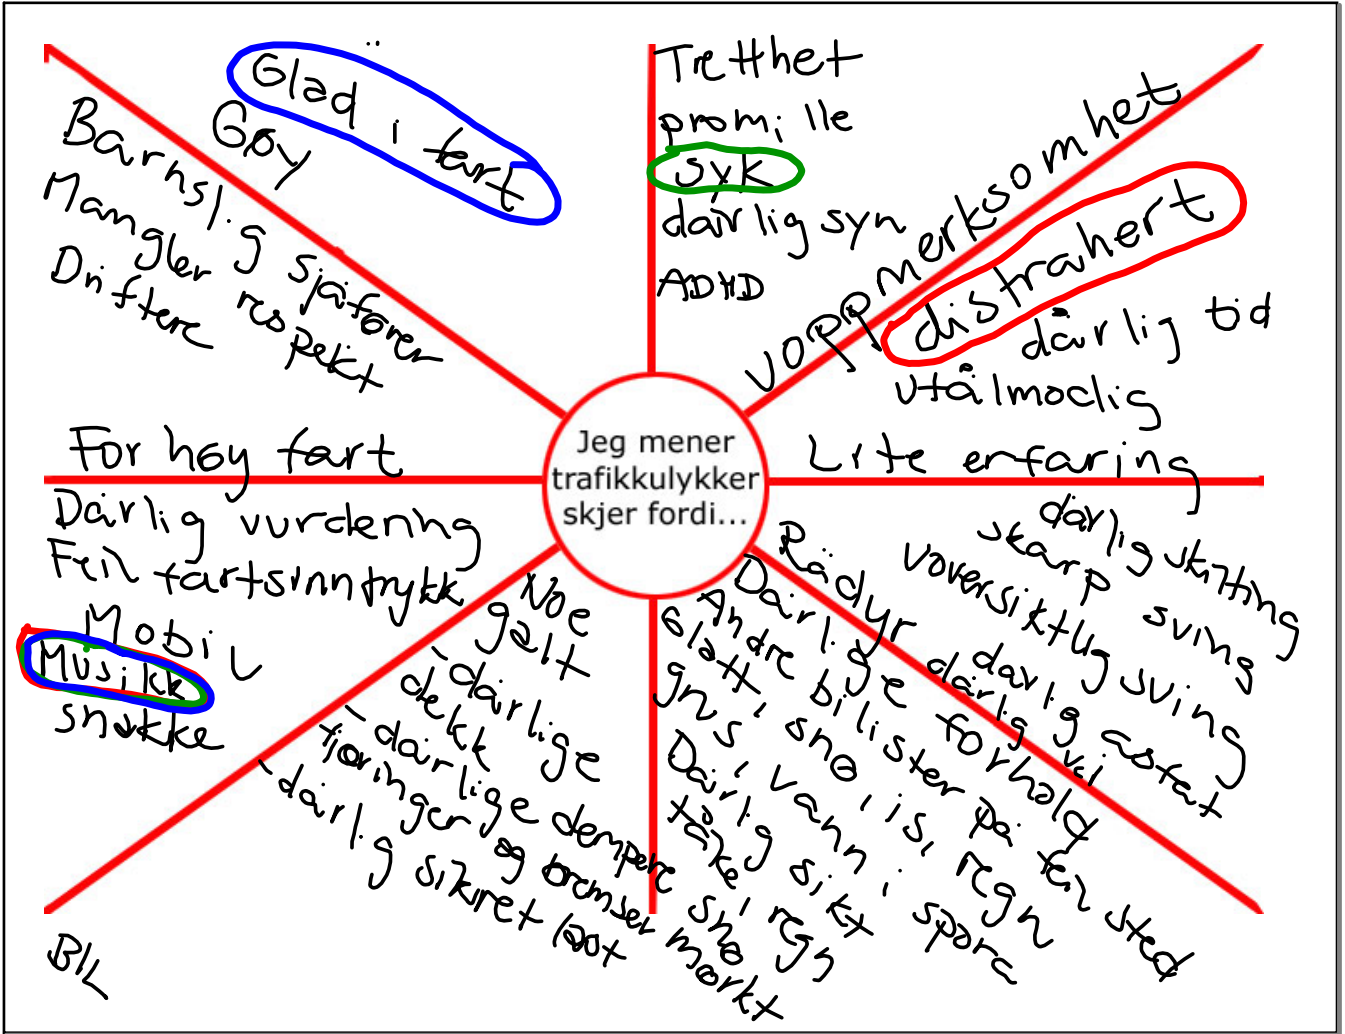 Glad i fart
Gøy
Barnslig sjåfører
Mangler respekt
Driftere
Tretthet
promille
syk
dårlig syn
ADHD
Uoppmerksomhet
distrahert
dårlig tid
Utålmodig
For høy fart
Jeg mener
trafikkulykker
skjer fordi...
Lite erfaring
Dårlig vurdering
Feil fartsinntrykk
Mobil
Musikk
snakke
dårlig skilting
skarp sving
uoversiktlig sving
dårlig asfalt
dårlig vei
Rådyr
Dårlige forhold
Andre bilister på feil sted
Glatt, snø, is, regn
grus, vann i spora
Dårlig sikt
tåke, regn
snø
mørkt
Noe
galt
- dårlige
dekk
- dårlige dempere
fjøringer og bremser
- dårlig sikret last
BIL